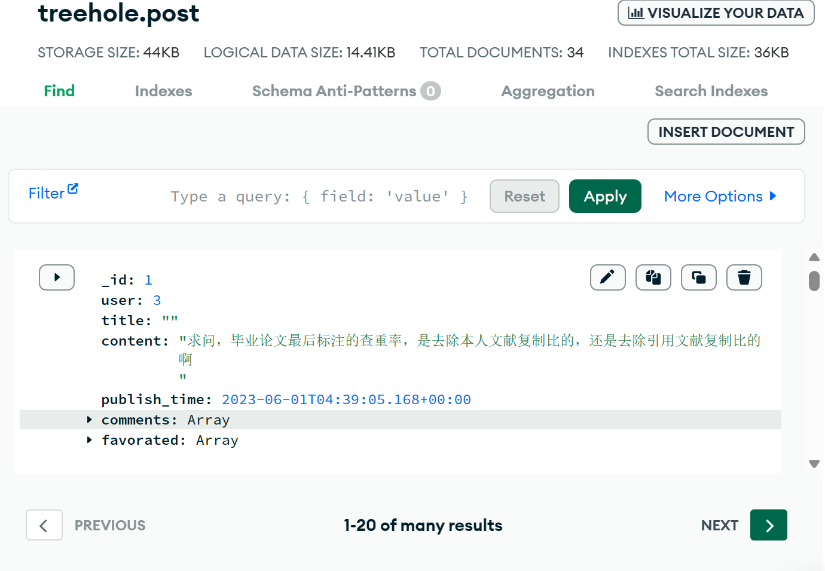 treehole.post
VISUALIZE YOUR DATA
STORAGE SIZE: 44KB LOGICAL DATA SIZE: 14.41KB TOTAL DOCUMENTS: 34 INDEXES TOTAL SIZE: 36KB
Find Indexes Schema Anti-Patterns 0 Aggregation Search Indexes
INSERT DOCUMENT
Filter Type a query: { field: 'value' } Reset Apply More Options
_id: 1
user: 3
title: ""
content: "求问，毕业论文最后标注的查重率，是去除本人文献复制比的，还是去除引用文献复制比的
啊
"
publish_time: 2023-06-01T04:39:05.168+00:00
comments: Array
favorated: Array
PREVIOUS 1-20 of many results NEXT